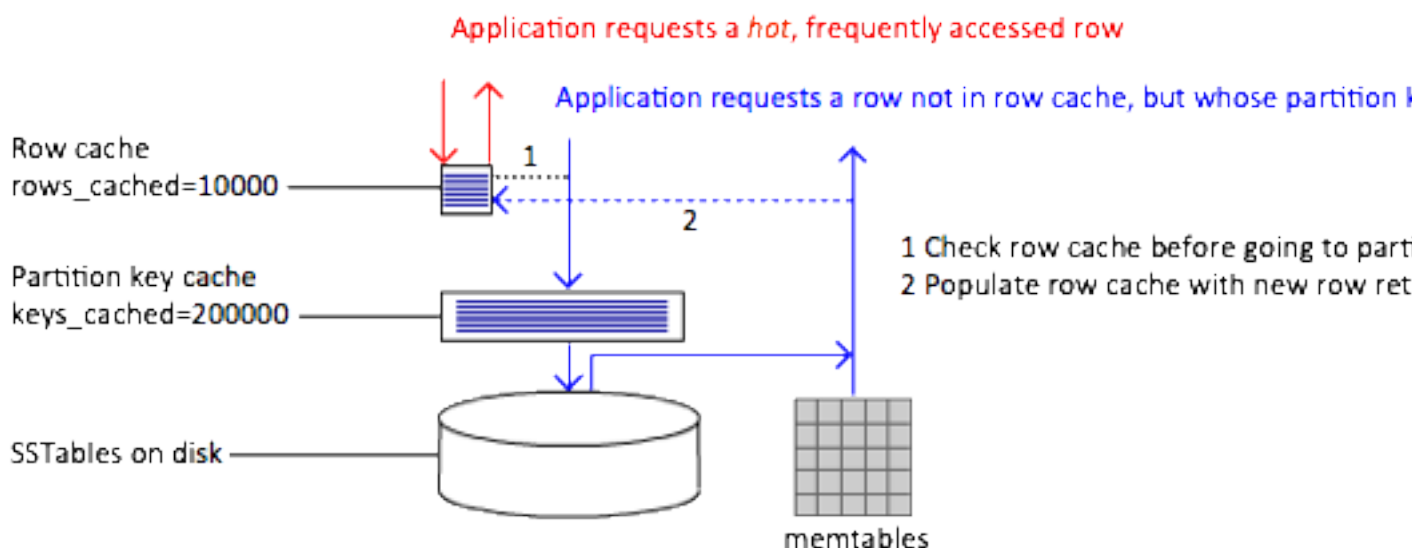 Application requests a hot, frequently accessed row
Application requests a row not in row cache, but whose partition
Row cache
rows_cached=10000
1
2
1 Check row cache before going to
2 Populate row cache with new row
Partition key cache
keys_cached=200000
SSTables on disk
memtables